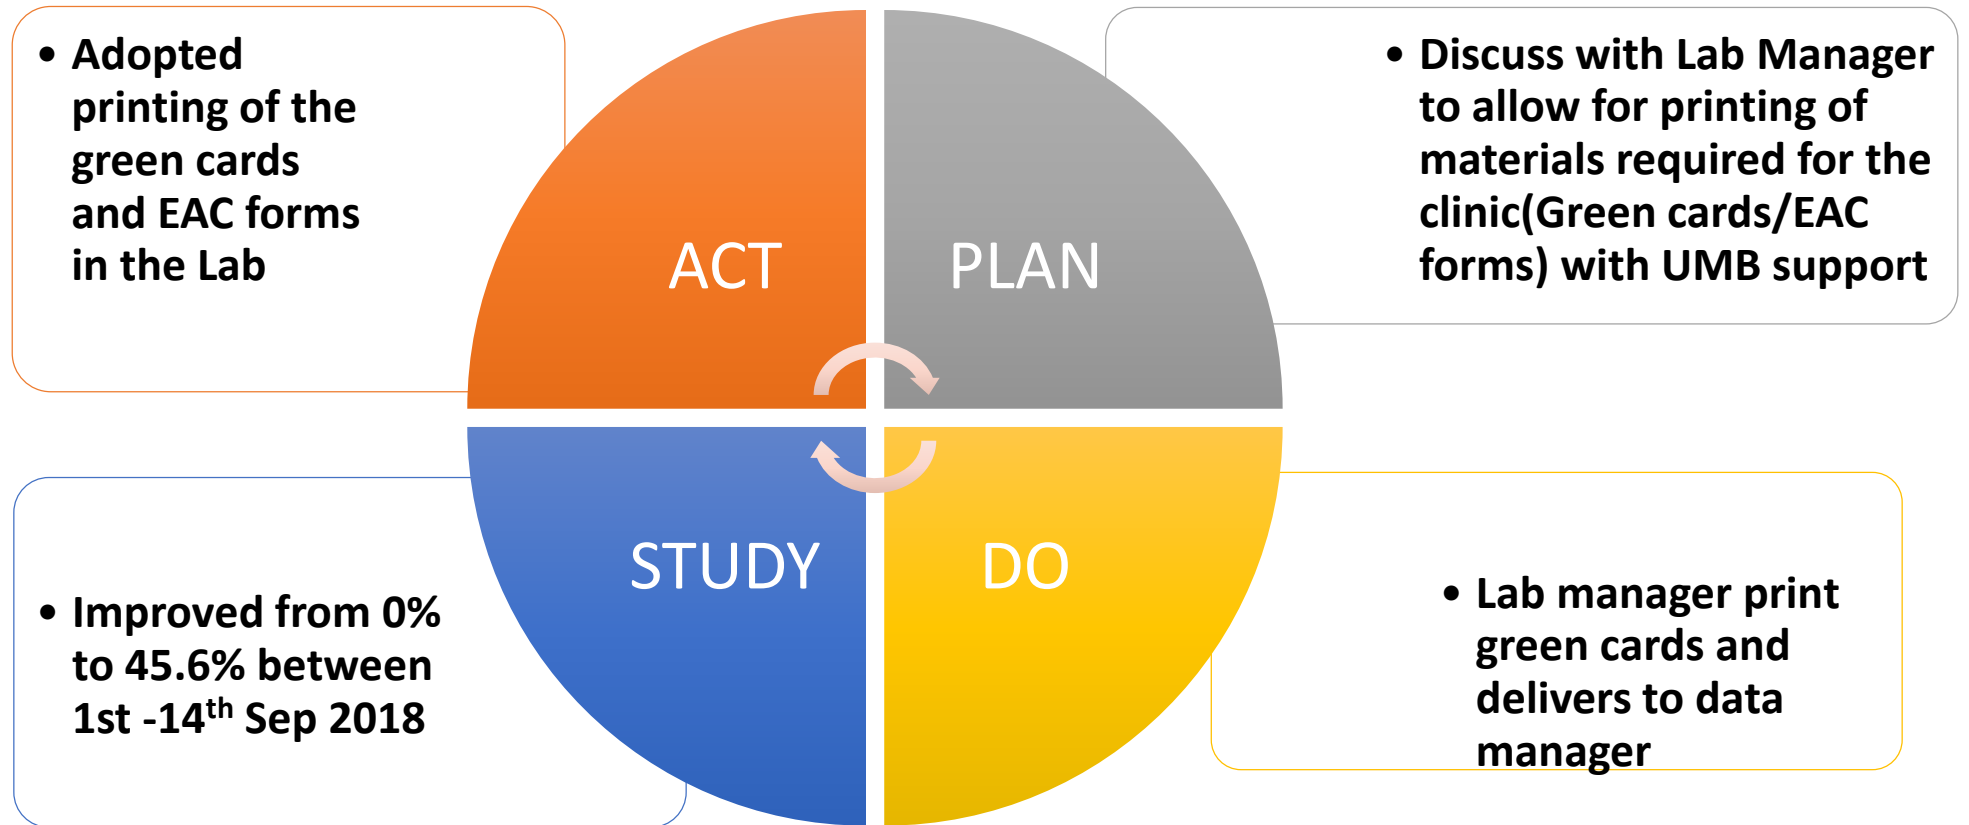 • Adopted
printing of the
green cards
and EAC forms
in the Lab
ACT
PLAN
• Discuss with Lab Manager
to allow for printing of
materials required for the
clinic(Green cards/EAC
forms) with UMB support
STUDY
DO
• Improved from 0%
to 45.6% between
1st -14th Sep 2018
• Lab manager print
green cards and
delivers to data
manager